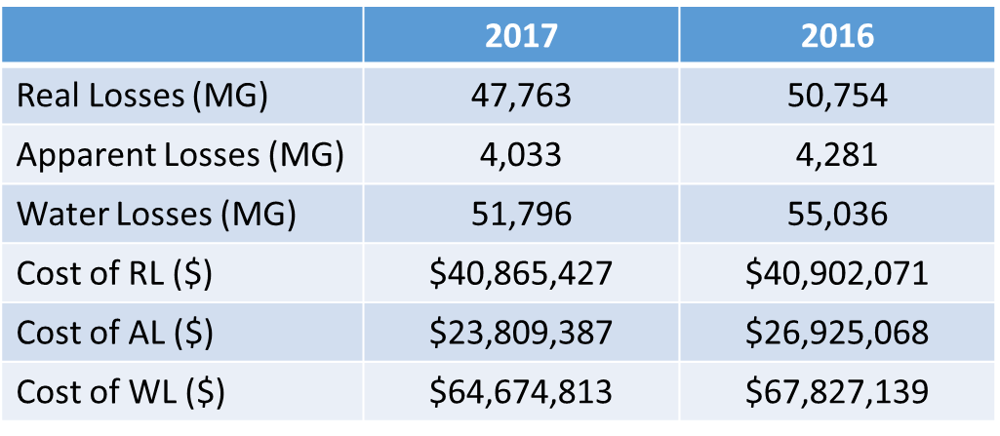 2017 2016
Real Losses (MG) 47,763 50,754
Apparent Losses (MG) 4,033 4,281
Water Losses (MG) 51,796 55,036
Cost of RL ($) $40,865,427 $40,902,071
Cost of AL ($) $23,809,387 $26,925,068
Cost of WL ($) $64,674,813 $67,827,139